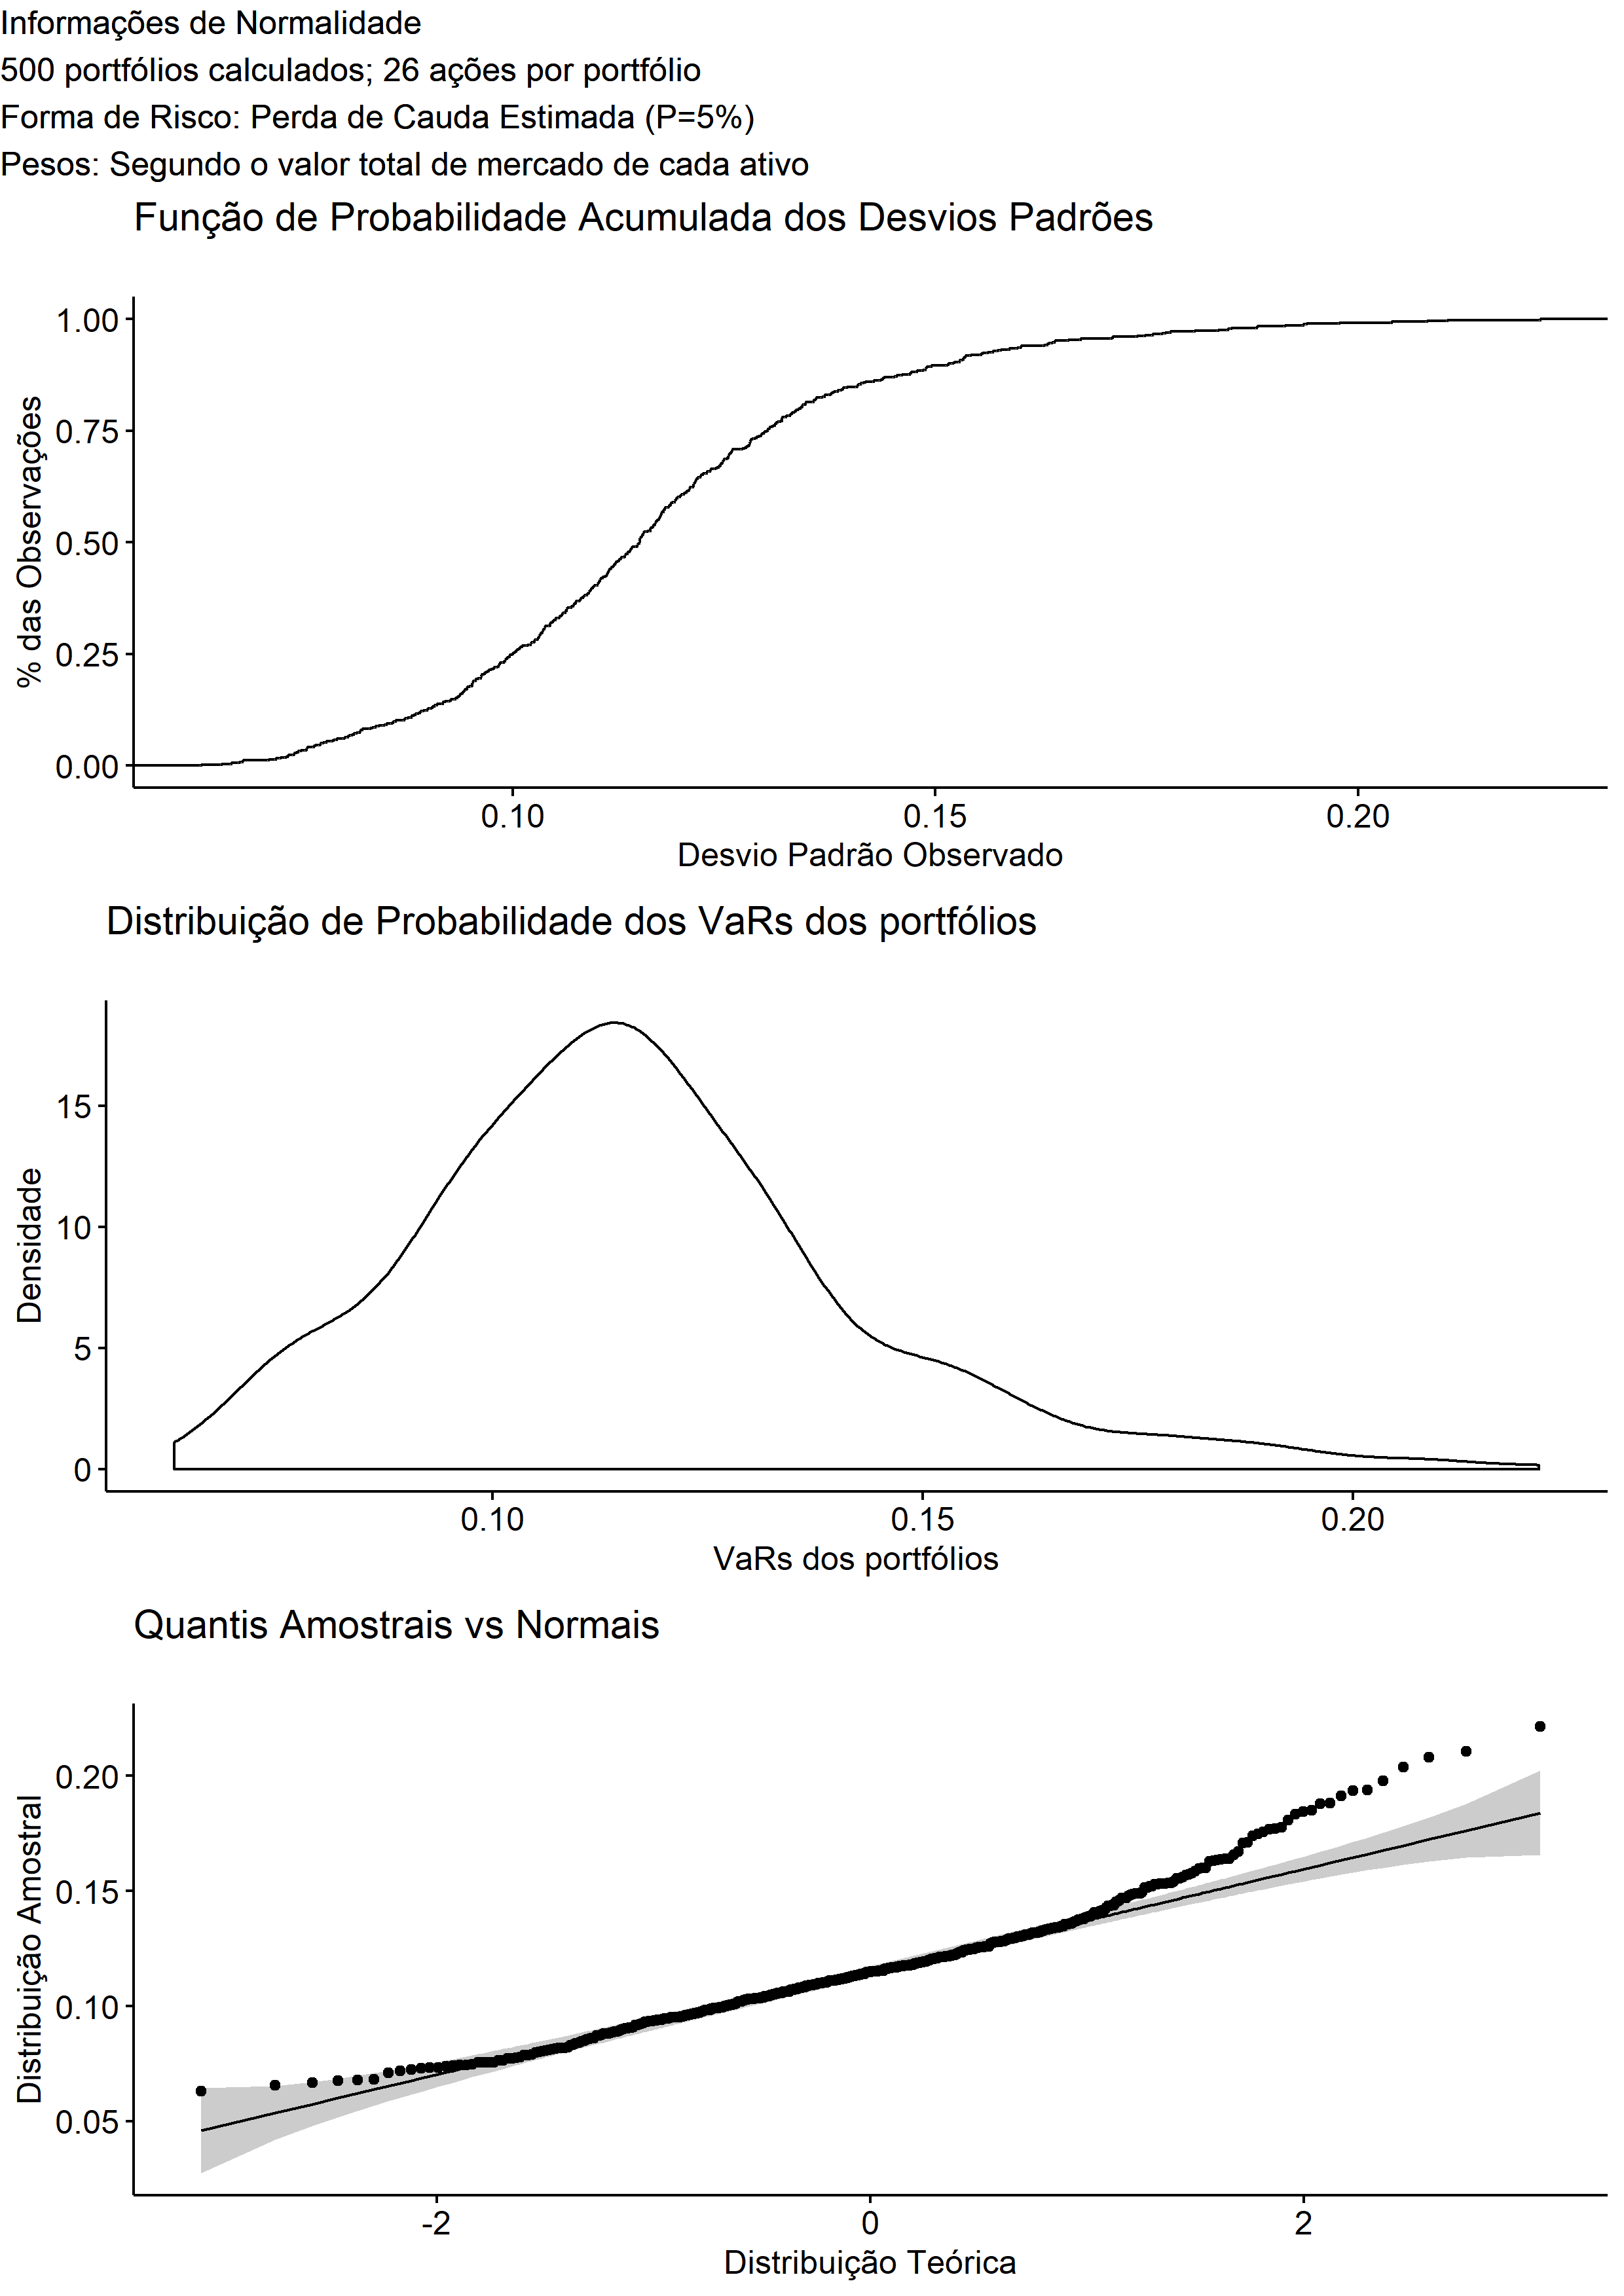 Informações de Normalidade
500 portfólios calculados; 26 ações por portfólio
Forma de Risco: Perda de Cauda Estimada (P=5%)
Pesos: Segundo o valor total de mercado de cada ativo
Função de Probabilidade Acumulada dos Desvios Padrões
% das Observações
1.00
0.75
0.50
0.25
0.00
0.10 0.15 0.20
Desvio Padrão Observado
Distribuição de Probabilidade dos VaRs dos portfólios
Densidade
15
10
5
0
0.10 0.15 0.20
VaRs dos portfólios
Quantis Amostrais vs Normais
Distribuição Amostral
0.20
0.15
0.10
0.05
-2 0 2
Distribuição Teórica